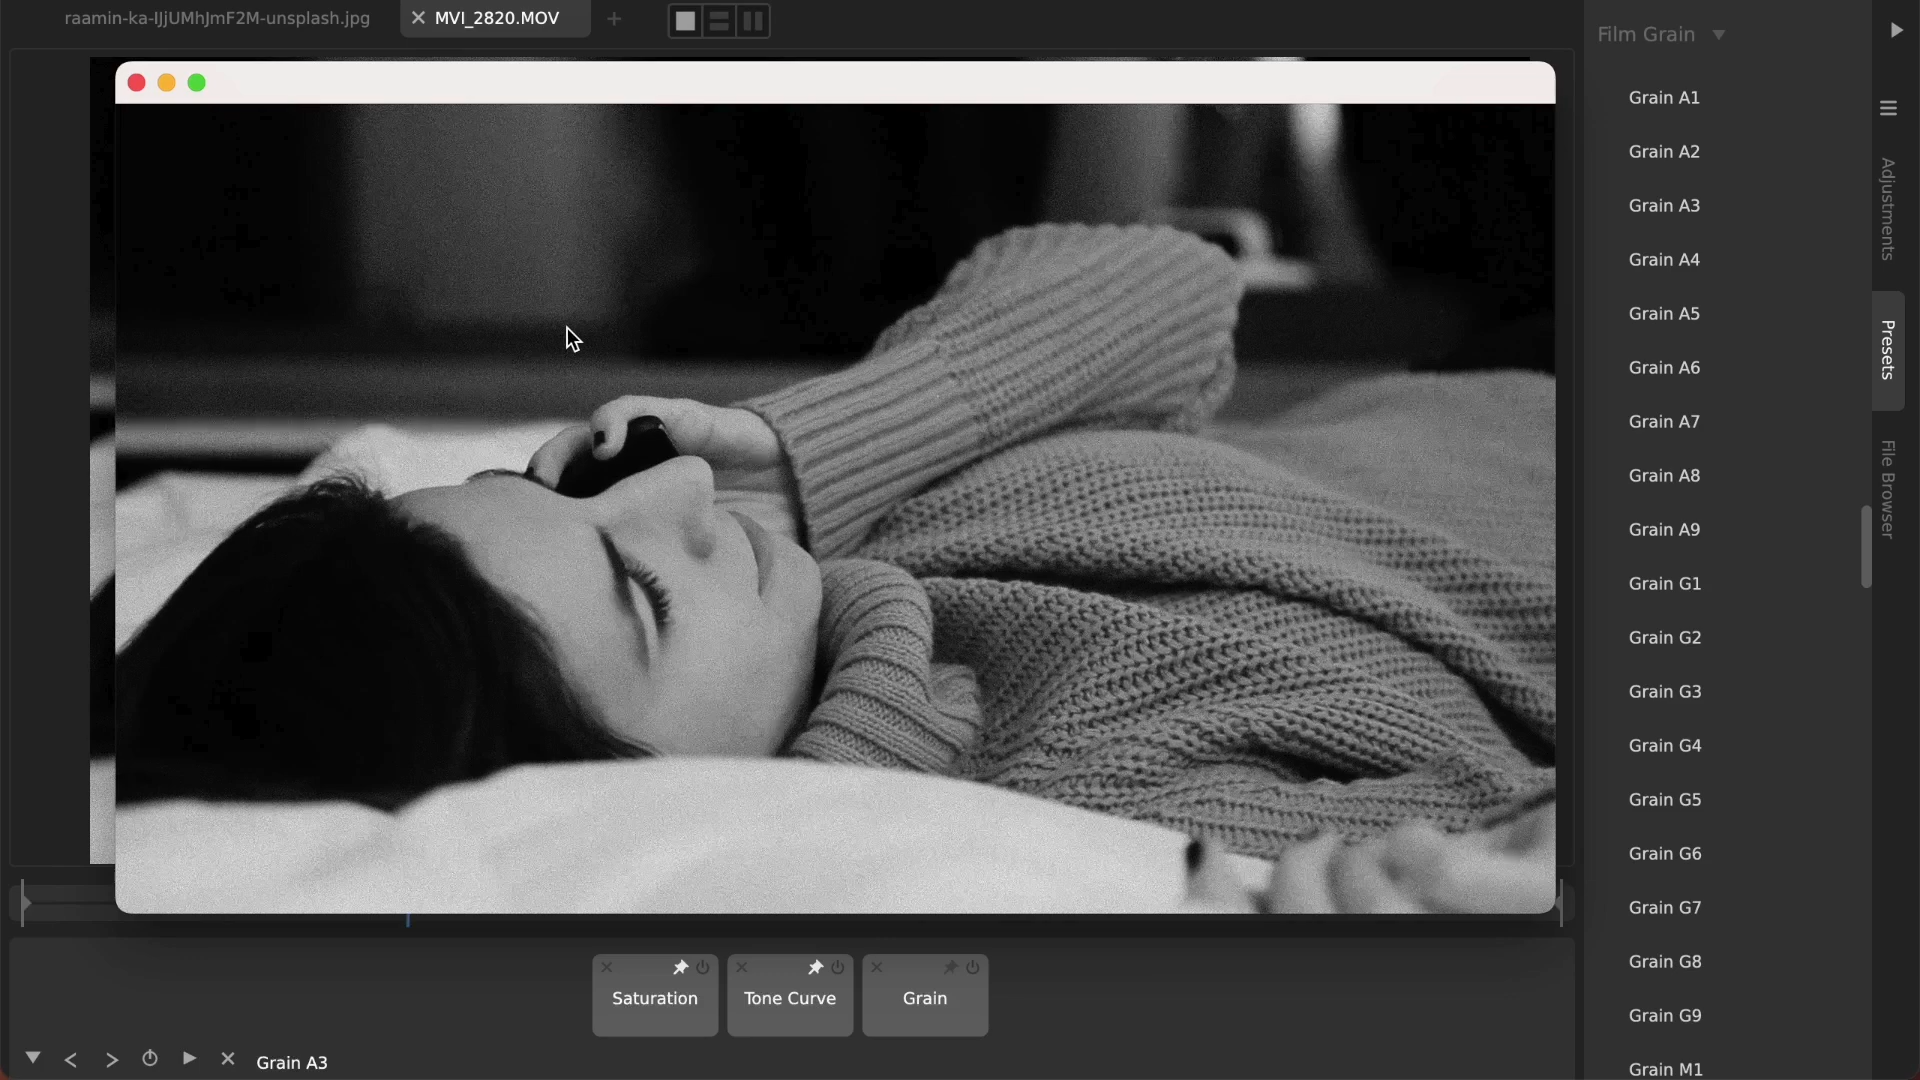 raamin-ka-IJjUMhJmF2M-unsplash.jpg
MVI_2820.MOV
Film Grain
Grain A1
Grain A2
Grain A3
Grain A4
Grain A5
Grain A6
Grain A7
Grain A8
Grain A9
Grain G1
Grain G2
Grain G3
Grain G4
Grain G5
Grain G6
Grain G7
Grain G8
Grain G9
Grain M1
Adjustments
Presets
File Browser
Saturation
Tone Curve
Grain
Grain A3